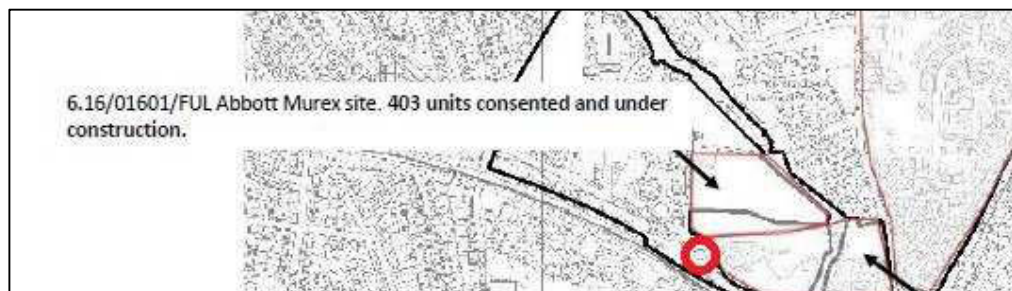 6.16/01601/FUL Abbott Murex site. 403 units consented and under
construction.